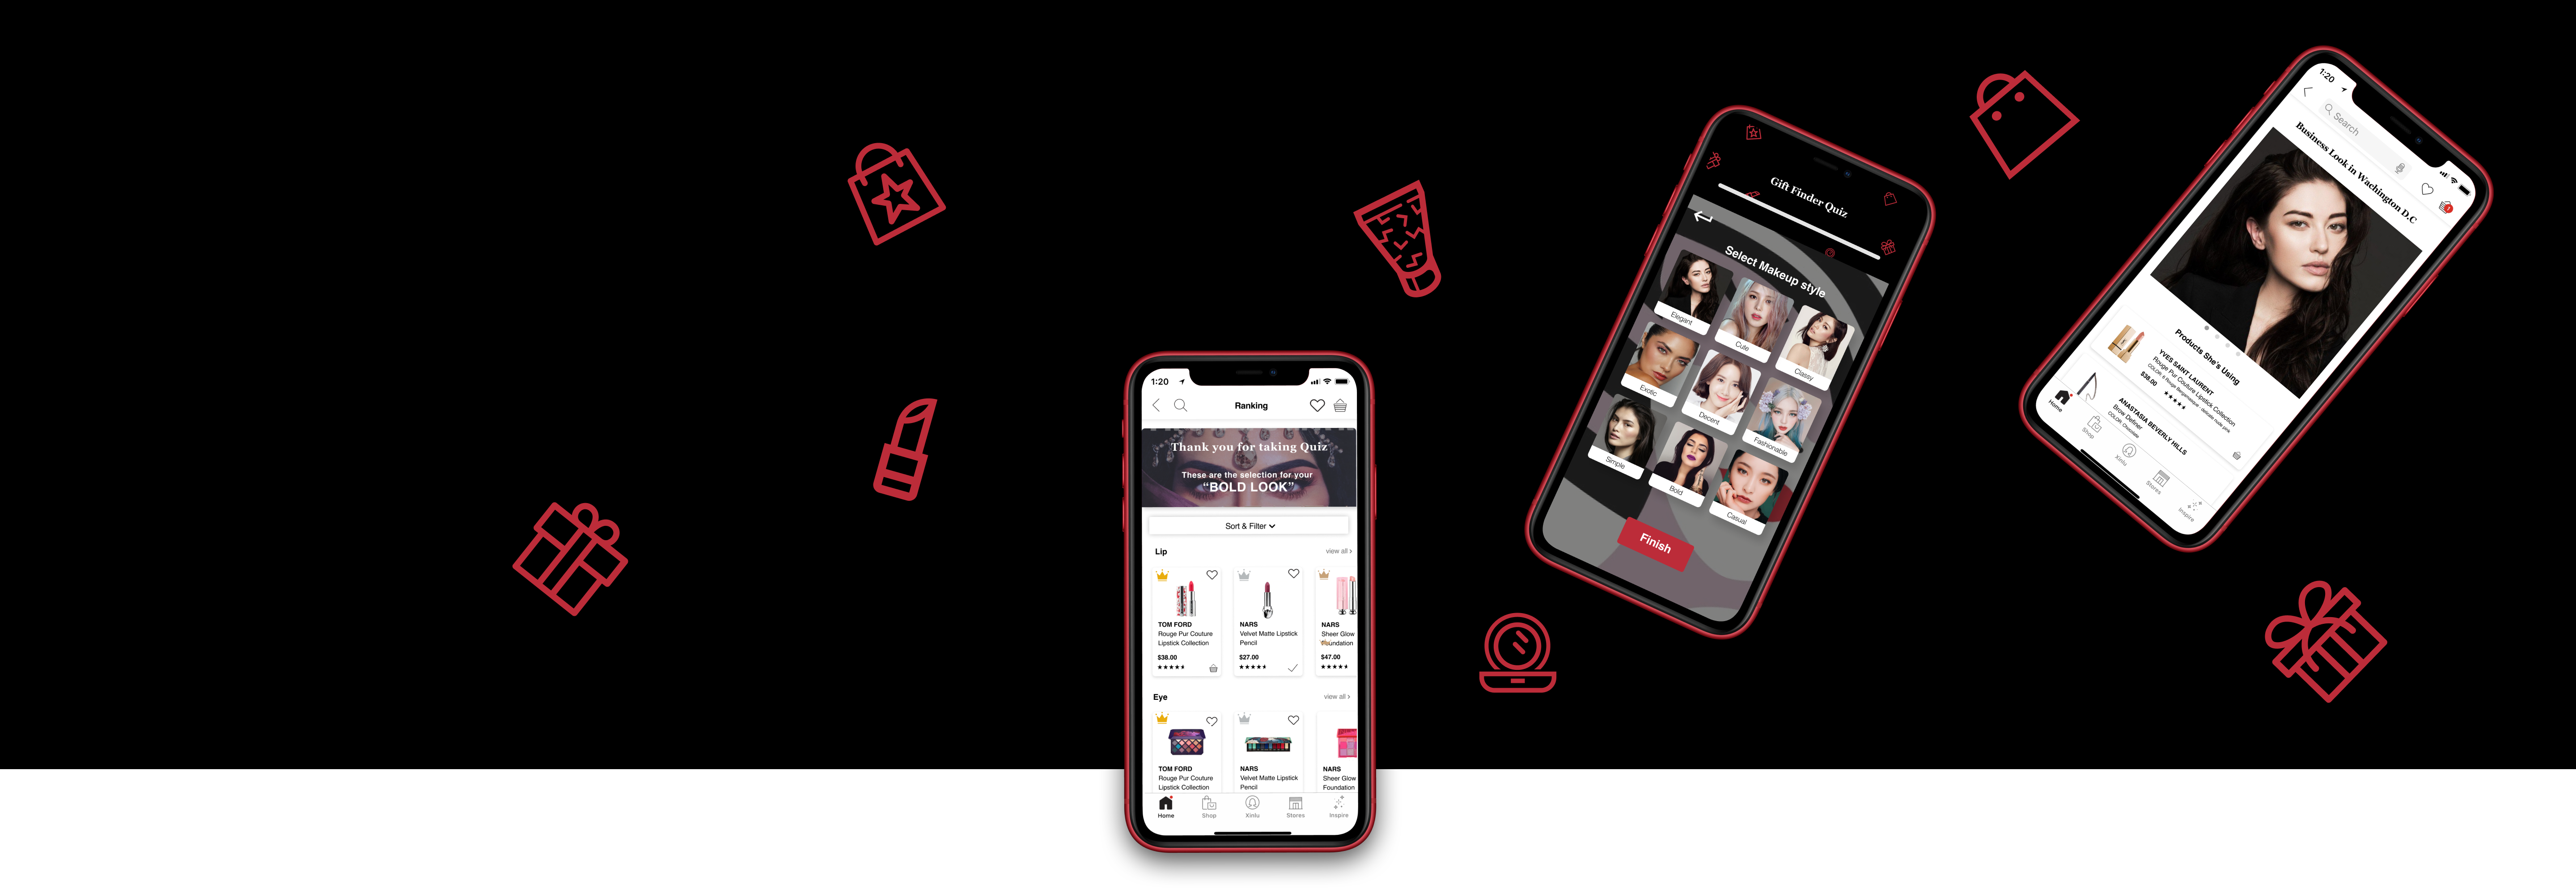 1:20
Ranking
Thank you for taking Quiz
These are the selection for your
“BOLD LOOK”
Sort & Filter
Lip
view all
TOM FORD
Rouge Pur Couture
Lipstick Collection
$38.00
NARS
Velvet Matte Lipstick
Pencil
$27.00
NARS
Sheer Glow
Foundation
$47.00
Eye
view all
TOM FORD
Rouge Pur Couture
Lipstick Collection
NARS
Velvet Matte Lipstick
Pencil
NARS
Sheer Glow
Foundation
Home
Shop
Xinlu
Stores
Inspire
Gift Finder Quiz
Select Makeup style
Elegant
Cute
Classy
Exotic
Decent
Fashionable
Simple
Bold
Casual
Finish
1:20
Search
Business Look in Wachington D.C
Products She's Using
YVES SAINT LAURENT
Rouge Pur Couture Lipstick Collection
$38.00
ANASTASIA BEVERLY HILLS
Brow Definer
COLOR: Chocolate
Home
Shop
Xinlu
Stores
Inspire